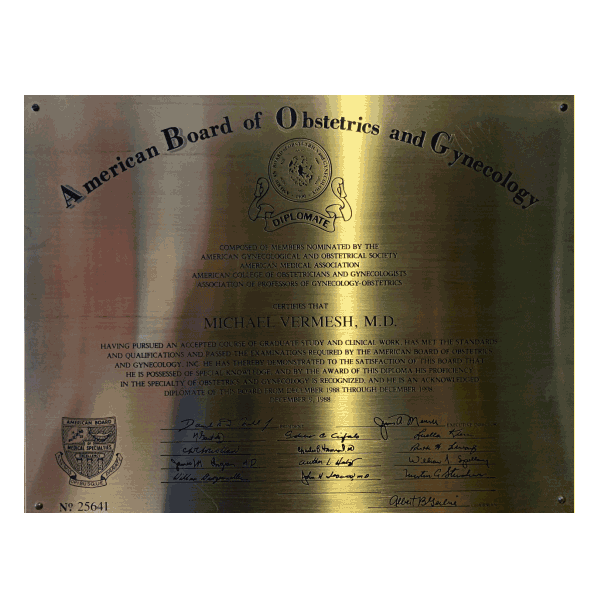 American Board of Obstetrics and Gynecology
DIPLOMATE
COMPOSED OF MEMBERS NOMINATED BY THE
AMERICAN GYNECOLOGICAL AND OBSTETRICAL SOCIETY
AMERICAN MEDICAL ASSOCIATION
AMERICAN COLLEGE OF OBSTETRICIANS AND GYNECOLOGISTS
ASSOCIATION OF PROFESSORS OF GYNECOLOGY-OBSTETRICS
CERTIFIES THAT
MICHAEL VERMESH, M.D.
HAVING PURSUED AN ACCEPTED COURSE OF GRADUATE STUDY AND CLINICAL WORK, HAS MET THE STANDARDS
AND QUALIFICATIONS AND PASSED THE EXAMINATIONS REQUIRED BY THE AMERICAN BOARD OF OBSTETRICS
AND GYNECOLOGY, INC. HE HAS THEREBY DEMONSTRATED TO THE SATISFACTION OF THIS BOARD THAT
HE IS POSSESSED OF SPECIAL KNOWLEDGE AND BY THE AWARD OF THIS DIPLOMA HIS PROFICIENCY
IN THE SPECIALTY OF OBSTETRICS AND GYNECOLOGY IS RECOGNIZED, AND HE IS AN ACKNOWLEDGED
DIPLOMATE OF THIS BOARD FROM DECEMBER 1988 THROUGH DECEMBER 1998
DECEMBER 9, 1988
AMERICAN BOARD
OF
MEDICAL SPECIALTIES
Nº 25641